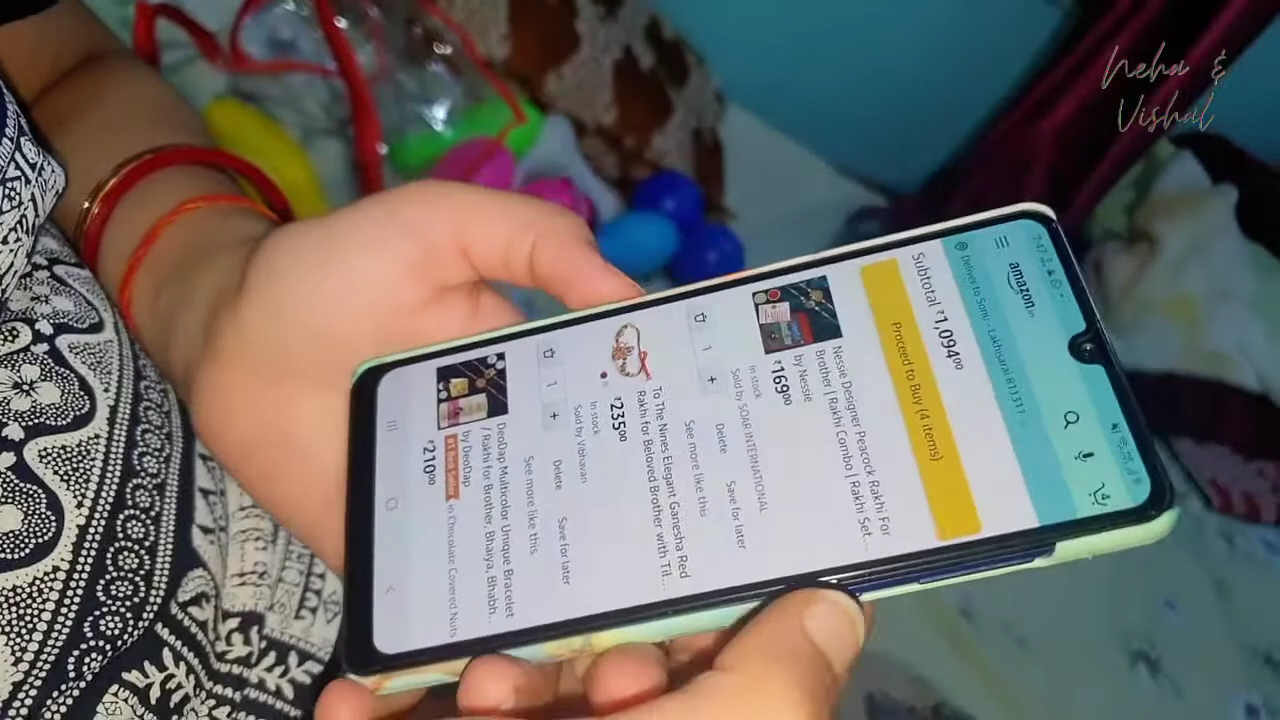 Neha &
Vishal
7:47
amazon.in
4
Deliver to Sonu - Lakhisarai 811311
Subtotal ₹1,094.00
Proceed to Buy (4 items)
Nessie Designer Peacock Rakhi For
Brother | Rakhi Combo | Rakhi Set...
by Nessie
₹169.00
In stock
Sold by SOAR INTERNATIONAL
1
+
Delete
Save for later
See more like this
To The Nines Elegant Ganesha Red
Rakhi for Beloved Brother with Til...
₹235.00
In stock
Sold by Vibhavan
1
+
Delete
Save for later
See more like this
DeoDap Multicolor Unique Bracelet
/ Rakhi for Brother, Bhaiya, Bhabh...
by DeoDap
#1 Best Seller in Chocolate Covered Nuts
₹210.00